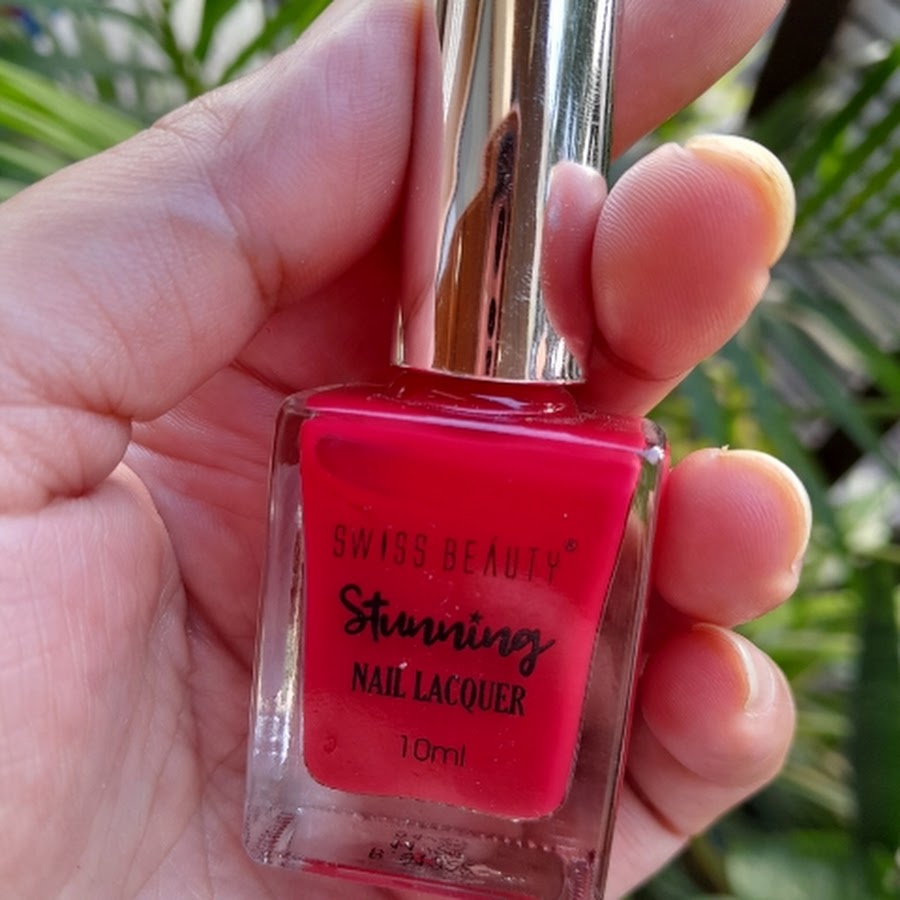 SWISS BEAUTY®
Stunning
NAIL LACQUER
10ml